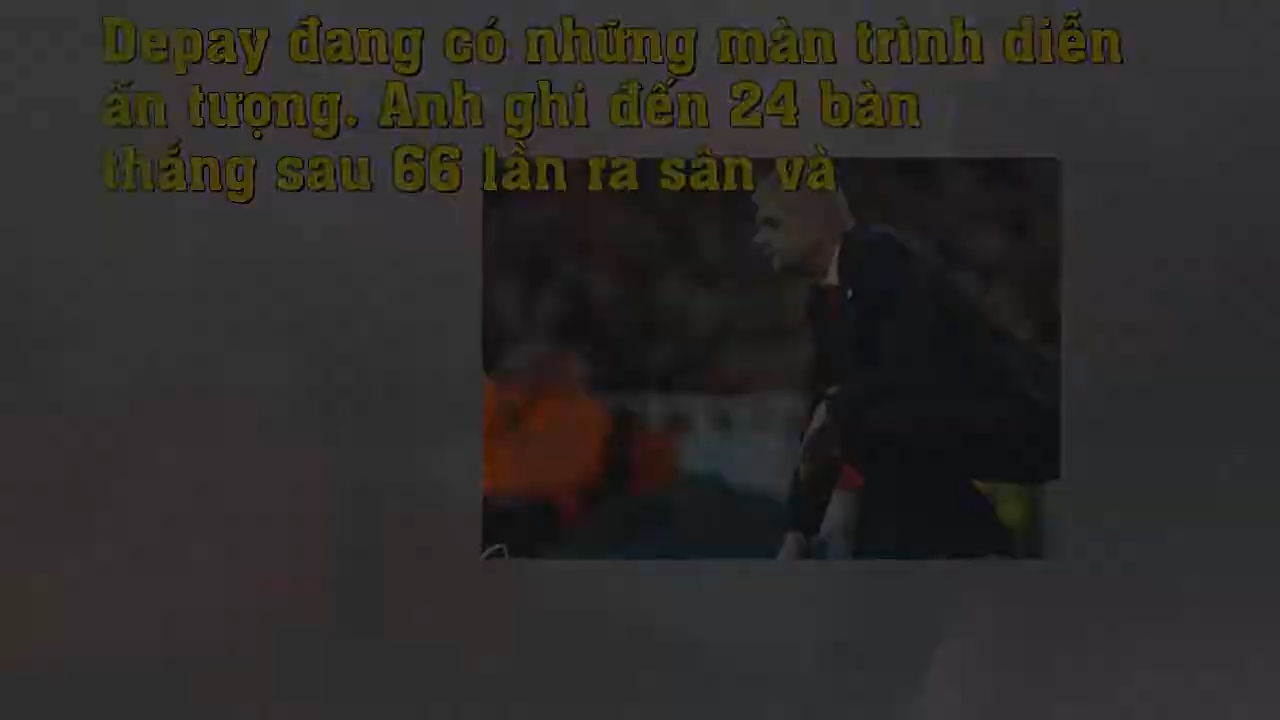 Depay đang có những màn trình diễn
ấn tượng. Anh ghi đến 24 bàn
thắng sau 66 lần ra sân và